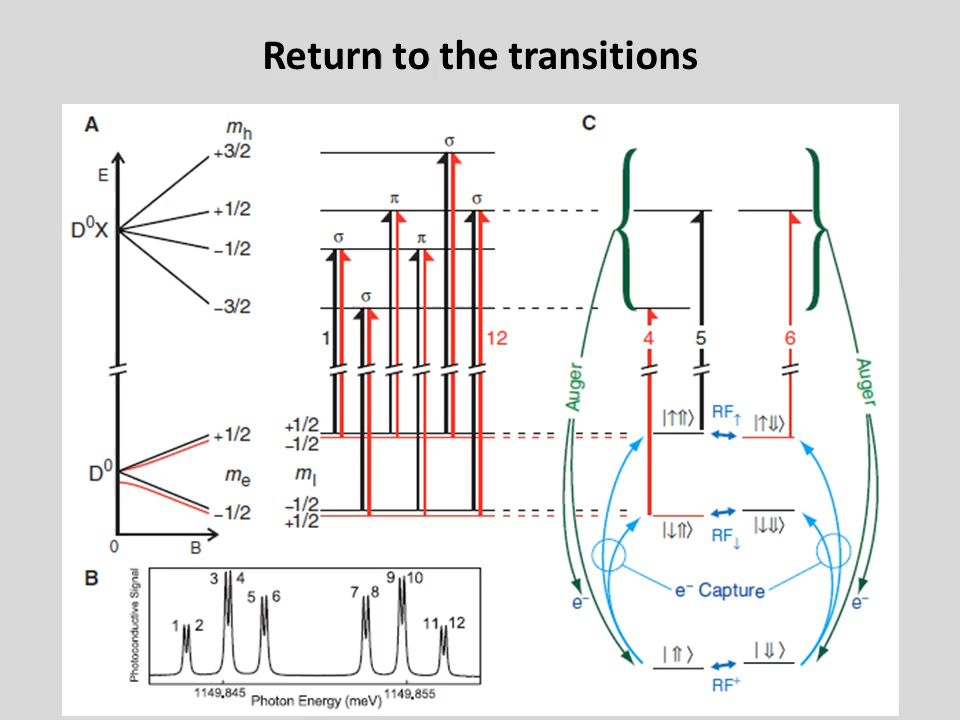 Return to the transitions
A
E
D⁰X
m_h
+3/2
+1/2
−1/2
−3/2
D⁰
+1/2
−1/2
m_e
0
B
σ
σ
π
π
σ
σ
1
12
+1/2
−1/2
m_I
−1/2
+1/2
B
Photoconductive Signal
1 2
3 4
5 6
7 8
9 10
11 12
1149.845
1149.855
Photon Energy (meV)
C
4
5
6
Auger
Auger
|↑⇑⟩
RF↑
|↑⇓⟩
|↓⇑⟩
RF↓
|↓⇓⟩
e⁻ Capture
e⁻
e⁻
|⇑⟩
|⇓⟩
RF⁺